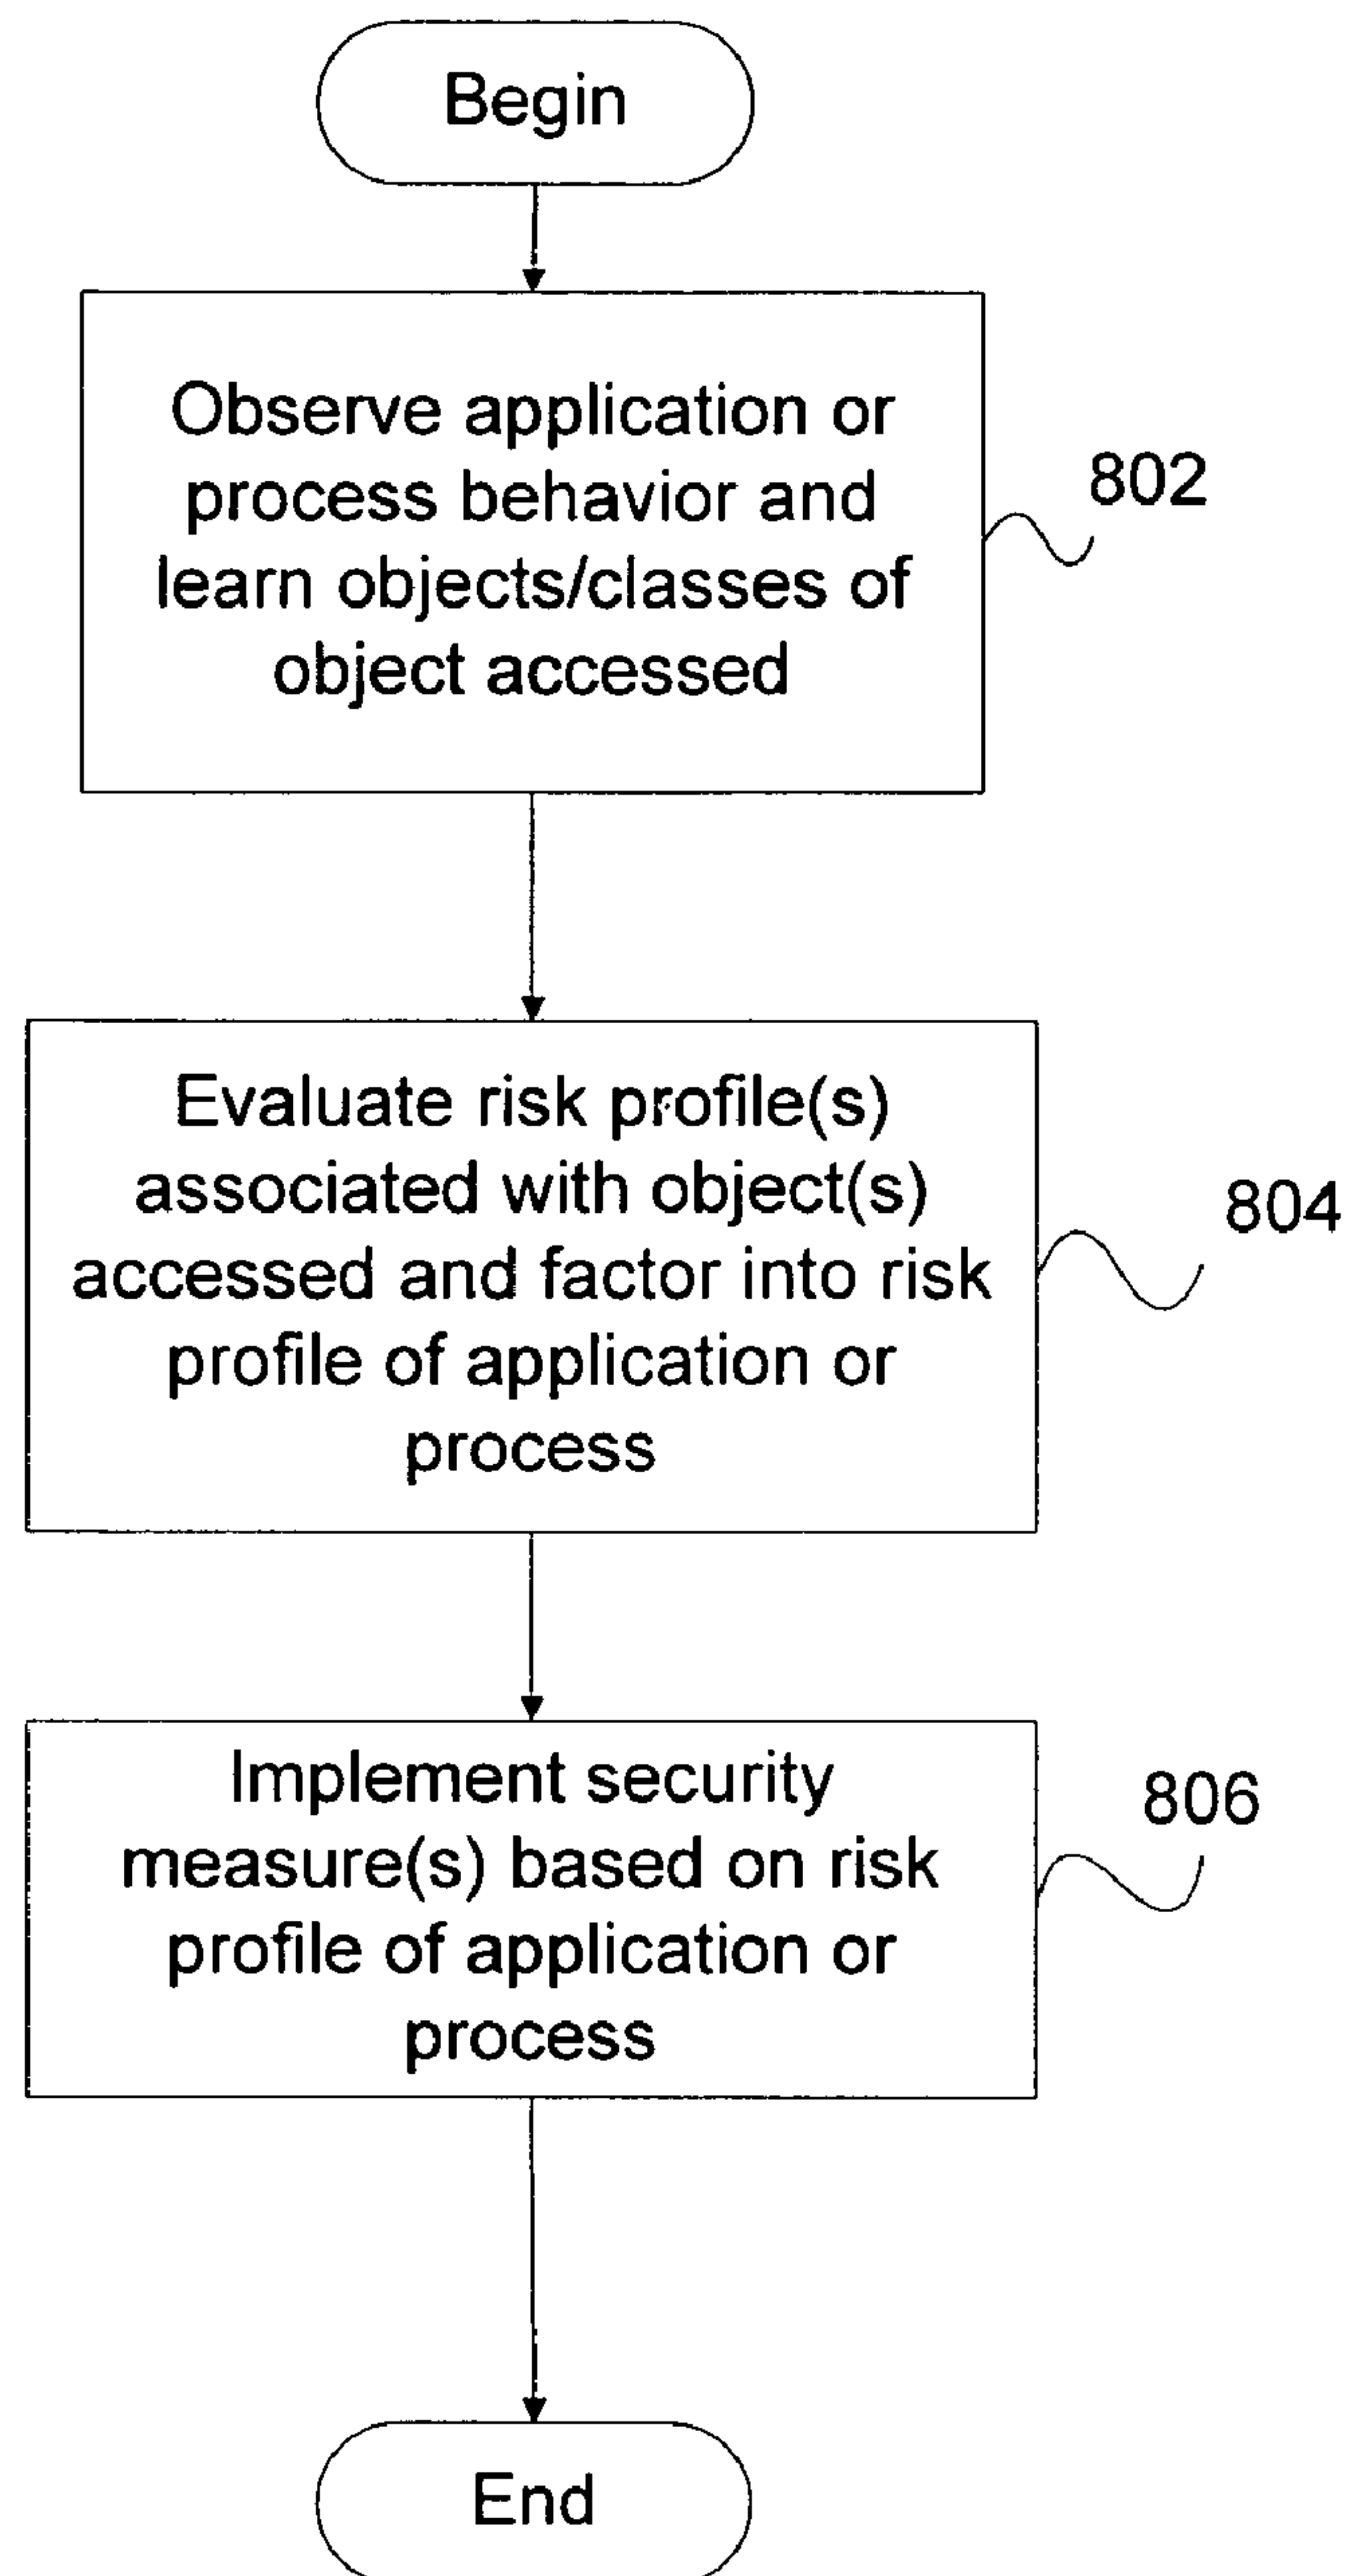 Begin
Observe application or
process behavior and
learn objects/classes of
object accessed
802
Evaluate risk profile(s)
associated with object(s)
accessed and factor into risk
profile of application or
process
804
Implement security
measure(s) based on risk
profile of application or
process
806
End